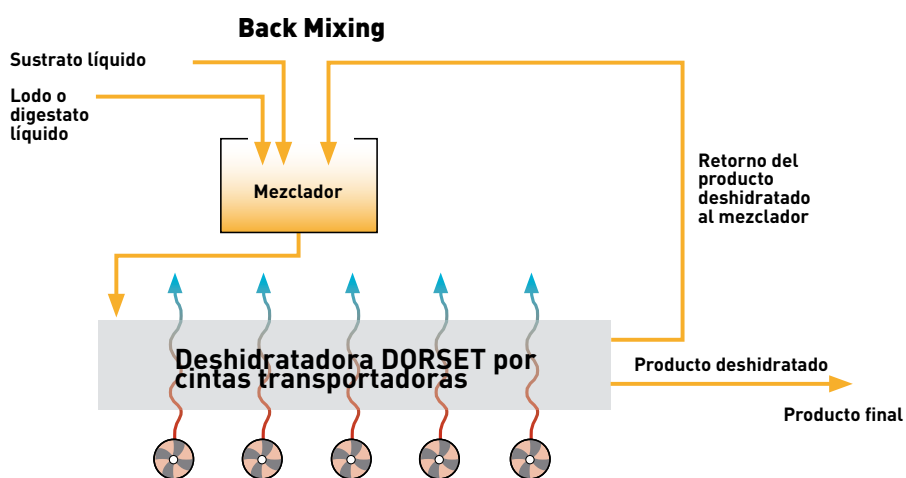 Back Mixing
Sustrato líquido
Lodo o
digestato
líquido
Mezclador
Retorno del
producto
deshidratado
al mezclador
Deshidratadora DORSET por
cintas transportadoras
Producto deshidratado
Producto final